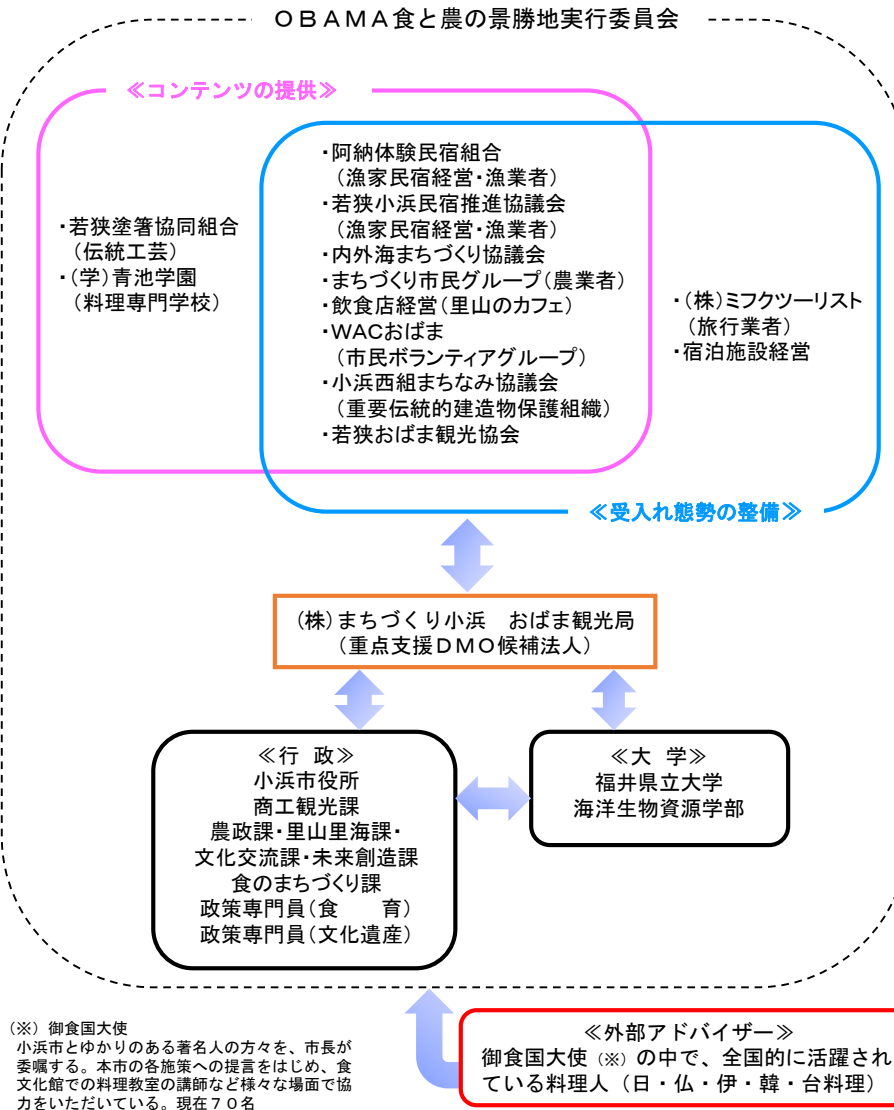 OBAMA食と農の景勝地実行委員会
≪コンテンツの提供≫
・若狭塗箸協同組合
(伝統工芸)
・(学)青池学園
(料理専門学校)
・阿納体験民宿組合
(漁家民宿経営・漁業者)
・若狭小浜民宿推進協議会
(漁家民宿経営・漁業者)
・内外海まちづくり協議会
・まちづくり市民グループ(農業者)
・飲食店経営(里山のカフェ)
・WACおばま
(市民ボランティアグループ)
・小浜西組まちなみ協議会
(重要伝統的建造物保護組織)
・若狭おばま観光協会
・(株)ミフクツーリスト
(旅行業者)
・宿泊施設経営
≪受入れ態勢の整備≫
(株)まちづくり小浜 おばま観光局
(重点支援DMO候補法人)
≪行 政≫
小浜市役所
商工観光課
農政課・里山里海課・
文化交流課・未来創造課
食のまちづくり課
政策専門員(食 育)
政策専門員(文化遺産)
≪大 学≫
福井県立大学
海洋生物資源学部
(※)御食国大使
小浜市とゆかりのある著名人の方々を、市長が
委嘱する。本市の各施策への提言をはじめ、食
文化館での料理教室の講師など様々な場面で協
力をいただいている。現在70名
≪外部アドバイザー≫
御食国大使(※)の中で、全国的に活躍され
ている料理人(日・仏・伊・韓・台料理)